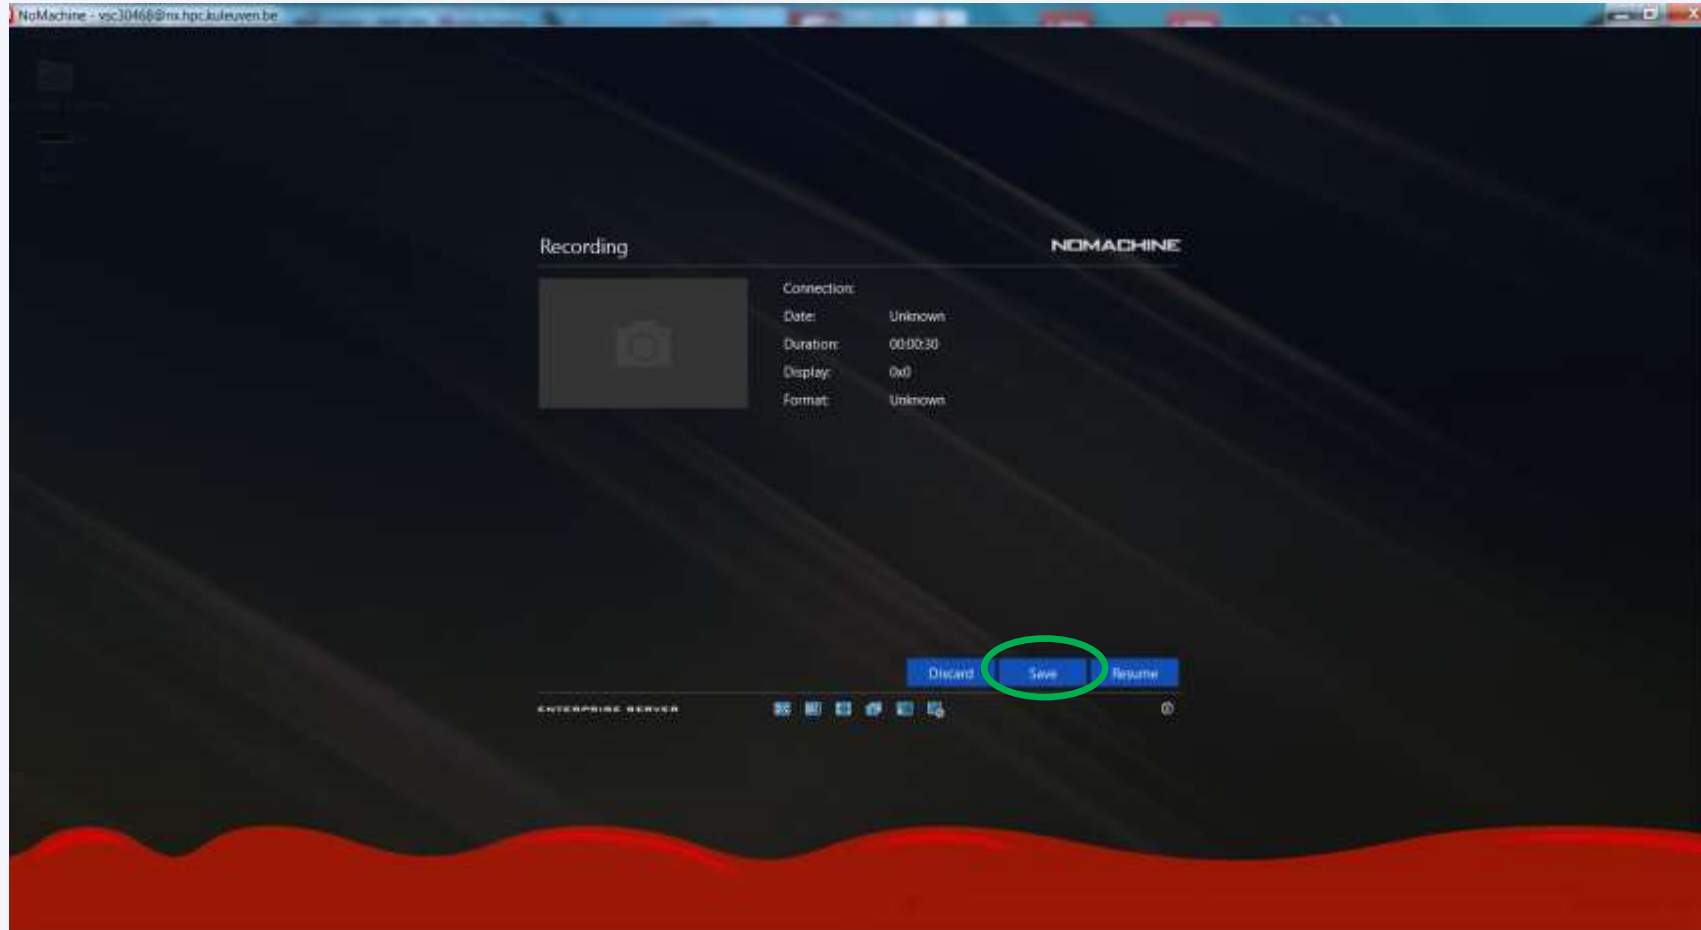 NoMachine - vsc30468@nx.hpc.kuleuven.be
Recording
NOMACHINE
Connection:
Date: Unknown
Duration: 00:00:30
Display: 0x0
Format: Unknown
Discard Save Resume
ENTERPRISE SERVER